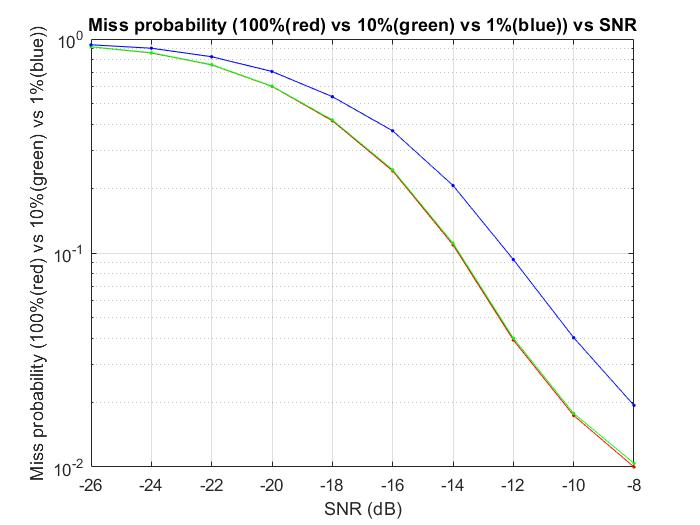 Miss probability (100%(red) vs 10%(green) vs 1%(blue)) vs SNR
Miss probability (100%(red) vs 10%(green) vs 1%(blue))
10^0
10^-1
10^-2
-26 -24 -22 -20 -18 -16 -14 -12 -10 -8
SNR (dB)